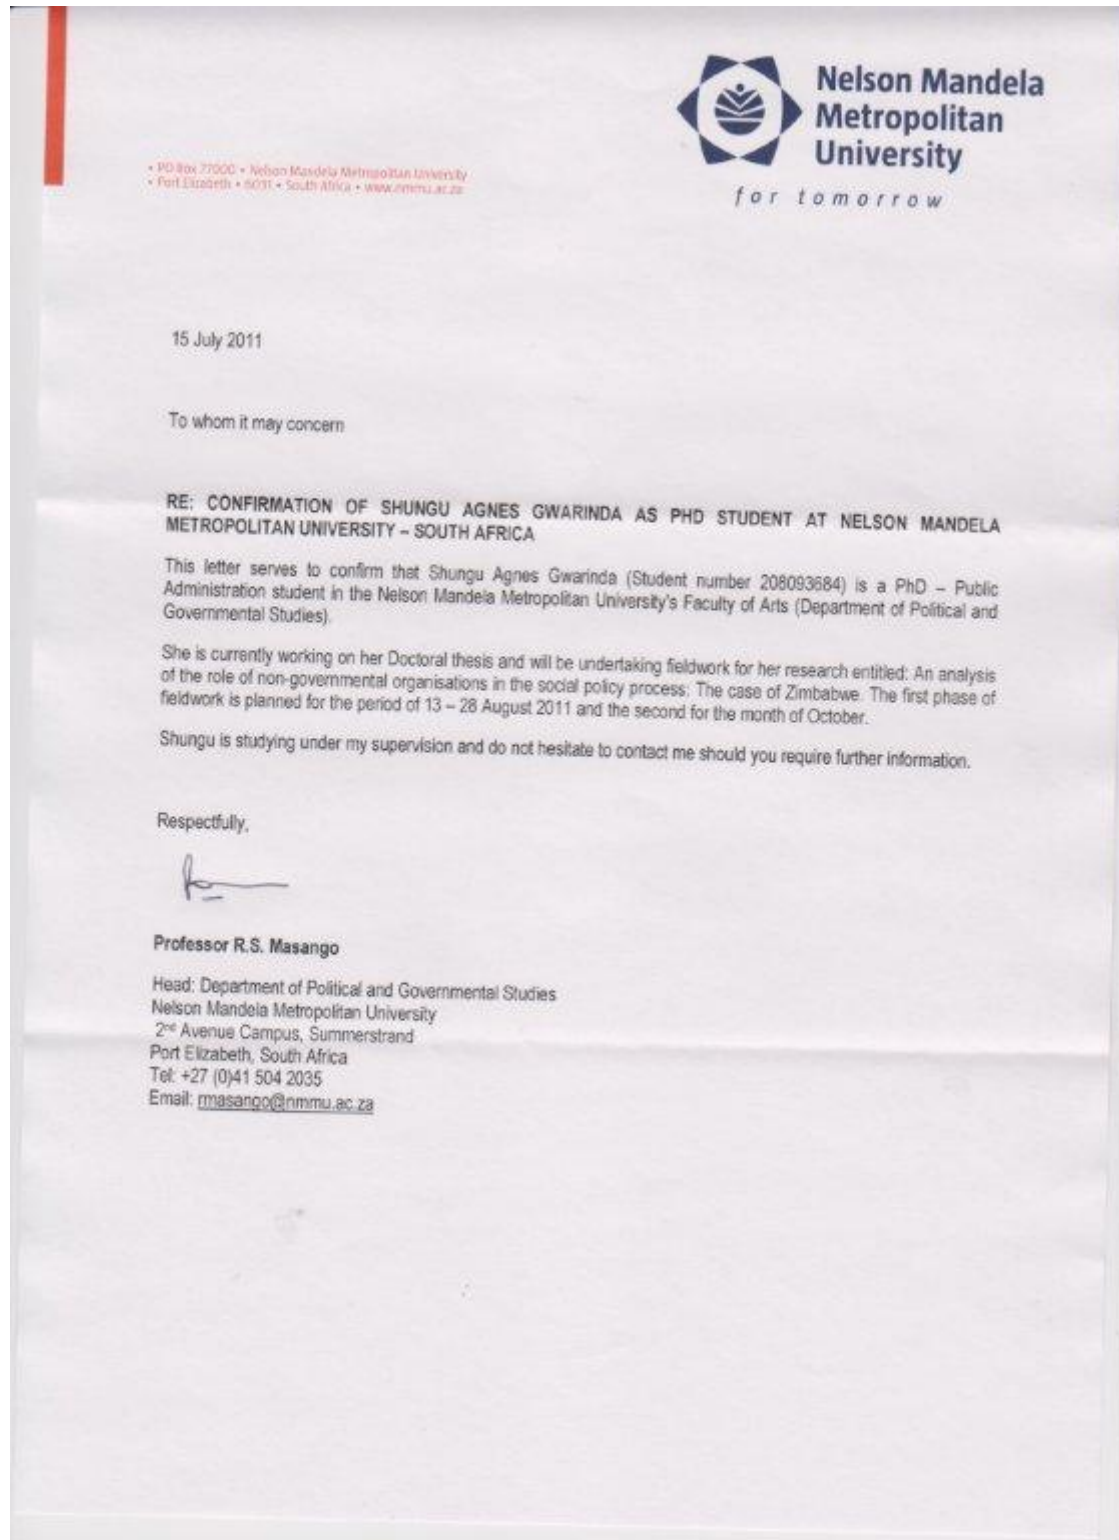 Nelson Mandela
Metropolitan
University
for tomorrow
• PO Box 77000 • Nelson Mandela Metropolitan University
• Port Elizabeth • 6031 • South Africa • www.nmmu.ac.za
15 July 2011
To whom it may concern
RE: CONFIRMATION OF SHUNGU AGNES GWARINDA AS PHD STUDENT AT NELSON MANDELA
METROPOLITAN UNIVERSITY – SOUTH AFRICA
This letter serves to confirm that Shungu Agnes Gwarinda (Student number 208093684) is a PhD – Public
Administration student in the Nelson Mandela Metropolitan University's Faculty of Arts (Department of Political and
Governmental Studies).
She is currently working on her Doctoral thesis and will be undertaking fieldwork for her research entitled: An analysis
of the role of non-governmental organisations in the social policy process: The case of Zimbabwe. The first phase of
fieldwork is planned for the period of 13 – 28 August 2011 and the second for the month of October.
Shungu is studying under my supervision and do not hesitate to contact me should you require further information.
Respectfully,
Professor R.S. Masango
Head: Department of Political and Governmental Studies
Nelson Mandela Metropolitan University
2nd Avenue Campus, Summerstrand
Port Elizabeth, South Africa
Tel: +27 (0)41 504 2035
Email: rmasango@nmmu.ac.za